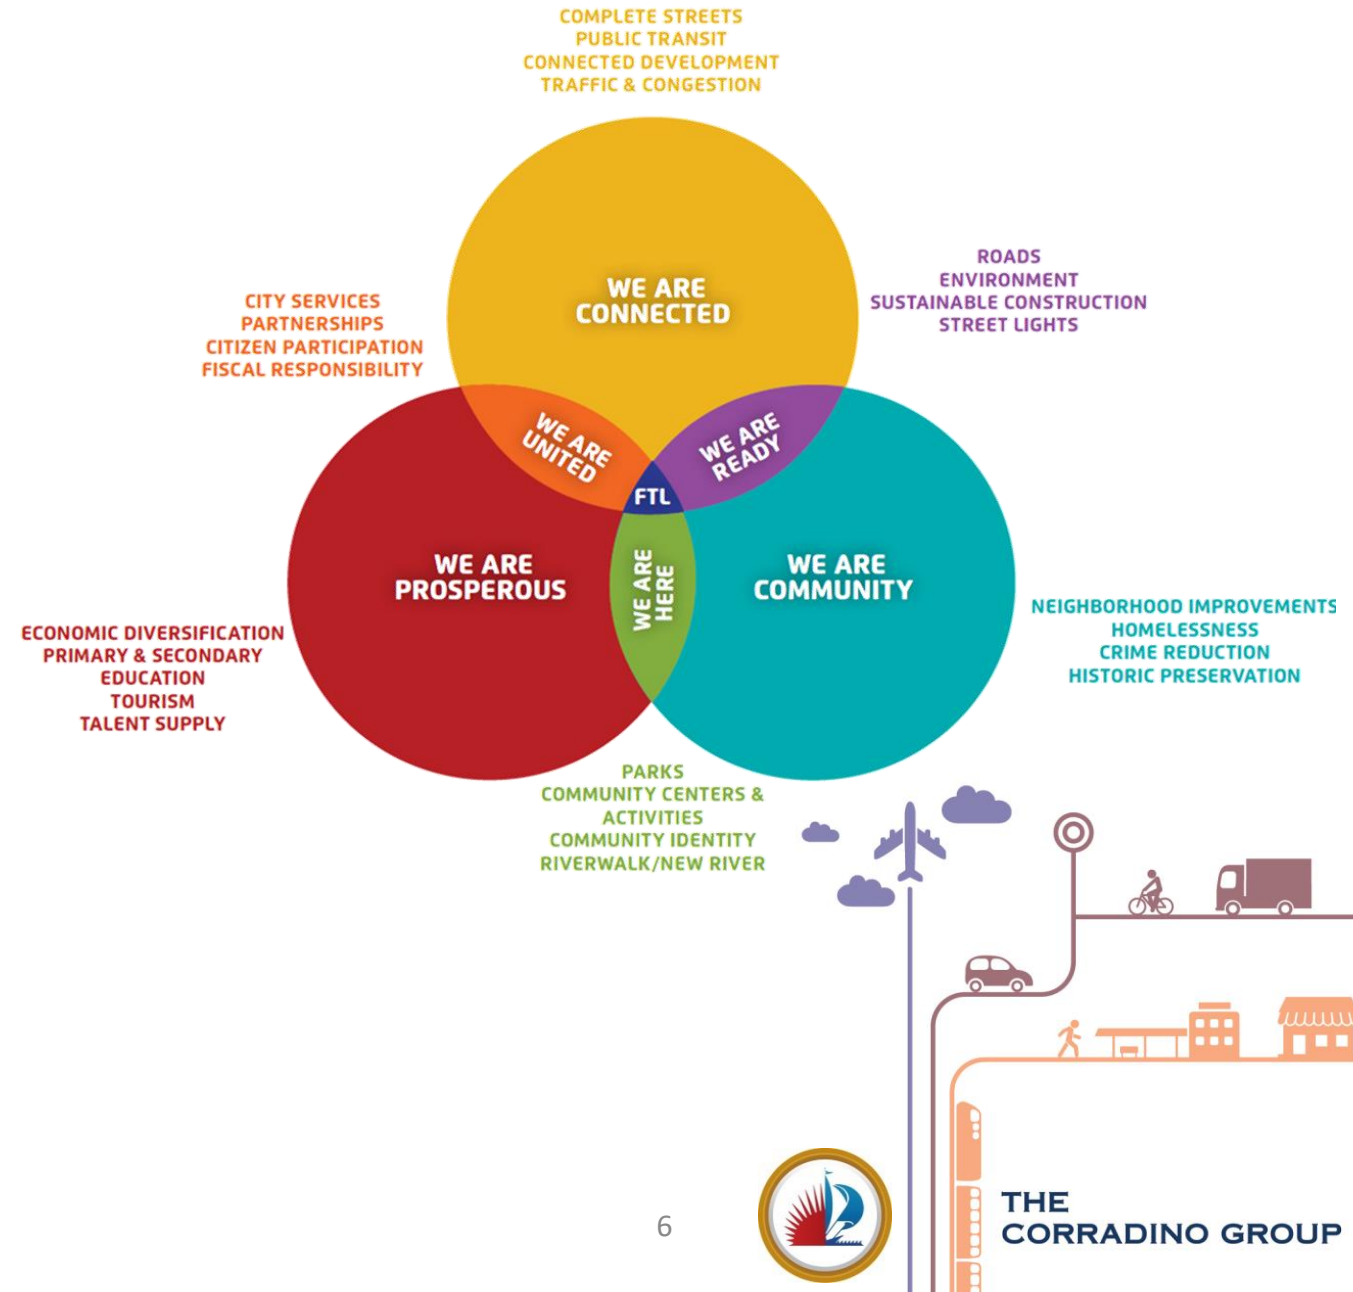 COMPLETE STREETS
PUBLIC TRANSIT
CONNECTED DEVELOPMENT
TRAFFIC & CONGESTION
WE ARE
CONNECTED
ROADS
ENVIRONMENT
SUSTAINABLE CONSTRUCTION
STREET LIGHTS
CITY SERVICES
PARTNERSHIPS
CITIZEN PARTICIPATION
FISCAL RESPONSIBILITY
WE ARE
UNITED
WE ARE
READY
FTL
WE ARE
PROSPEROUS
WE ARE
HERE
WE ARE
COMMUNITY
ECONOMIC DIVERSIFICATION
PRIMARY & SECONDARY
EDUCATION
TOURISM
TALENT SUPPLY
NEIGHBORHOOD IMPROVEMENTS
HOMELESSNESS
CRIME REDUCTION
HISTORIC PRESERVATION
PARKS
COMMUNITY CENTERS &
ACTIVITIES
COMMUNITY IDENTITY
RIVERWALK/NEW RIVER
6
THE
CORRADINO GROUP